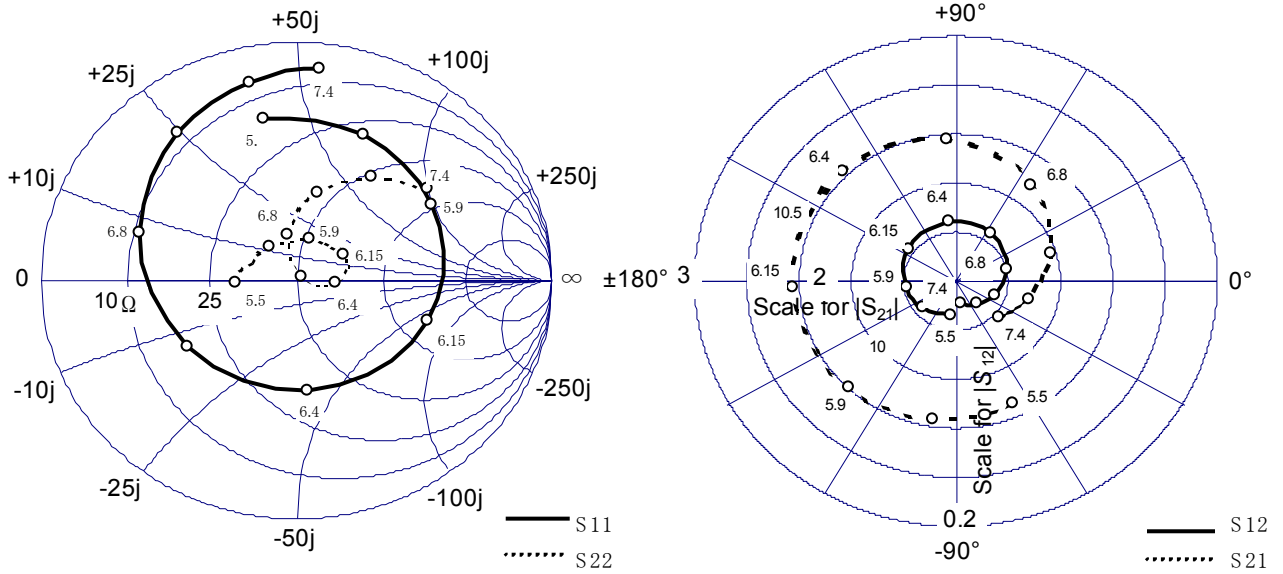 +50j
+25j
+100j
7.4
5.
+10j
+250j
7.4
5.9
6.8
6.8
5.9
6.15
0
10 Ω
25
5.5
6.4
∞
6.15
-10j
-250j
6.4
-25j
-100j
-50j
S11
S22
+90°
6.4
6.8
6.4
10.5
6.15
6.8
±180°
3
6.15
2
5.9
7.4
0°
Scale for |S21|
5.5
7.4
10
Scale for |S12|
5.9
5.5
0.2
-90°
S12
S21